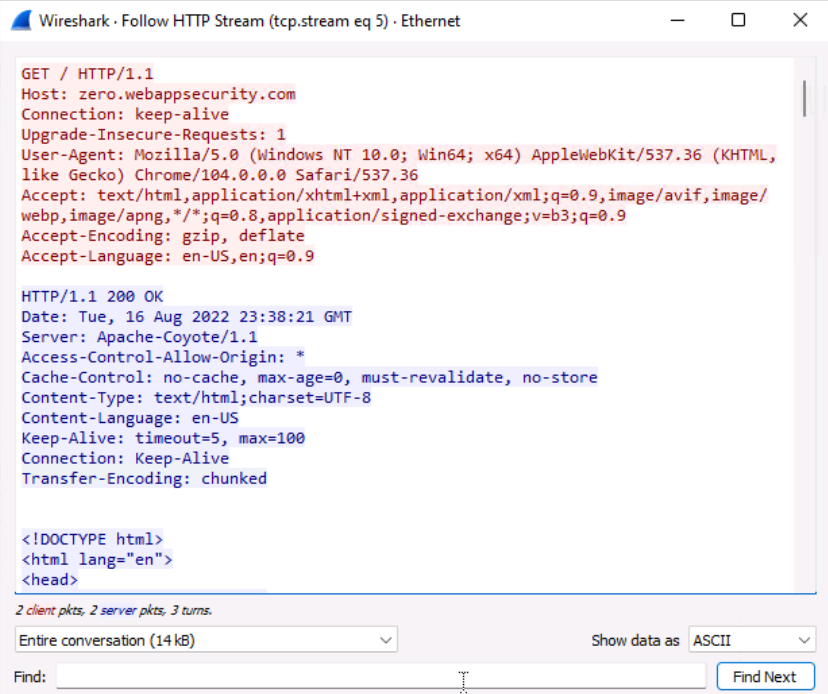 Wireshark · Follow HTTP Stream (tcp.stream eq 5) · Ethernet
GET / HTTP/1.1
Host: zero.webappsecurity.com
Connection: keep-alive
Upgrade-Insecure-Requests: 1
User-Agent: Mozilla/5.0 (Windows NT 10.0; Win64; x64) AppleWebKit/537.36 (KHTML,
like Gecko) Chrome/104.0.0.0 Safari/537.36
Accept: text/html,application/xhtml+xml,application/xml;q=0.9,image/avif,image/
webp,image/apng,*/*;q=0.8,application/signed-exchange;v=b3;q=0.9
Accept-Encoding: gzip, deflate
Accept-Language: en-US,en;q=0.9
HTTP/1.1 200 OK
Date: Tue, 16 Aug 2022 23:38:21 GMT
Server: Apache-Coyote/1.1
Access-Control-Allow-Origin: *
Cache-Control: no-cache, max-age=0, must-revalidate, no-store
Content-Type: text/html;charset=UTF-8
Content-Language: en-US
Keep-Alive: timeout=5, max=100
Connection: Keep-Alive
Transfer-Encoding: chunked
<!DOCTYPE html>
<html lang="en">
<head>
2 client pkts, 2 server pkts, 3 turns.
Entire conversation (14 kB)
Show data as ASCII
Find:
Find Next